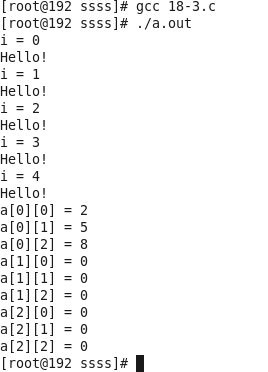 [root@192 ssss]# gcc 18-3.c
[root@192 ssss]# ./a.out
i = 0
Hello!
i = 1
Hello!
i = 2
Hello!
i = 3
Hello!
i = 4
Hello!
a[0][0] = 2
a[0][1] = 5
a[0][2] = 8
a[1][0] = 0
a[1][1] = 0
a[1][2] = 0
a[2][0] = 0
a[2][1] = 0
a[2][2] = 0
[root@192 ssss]#